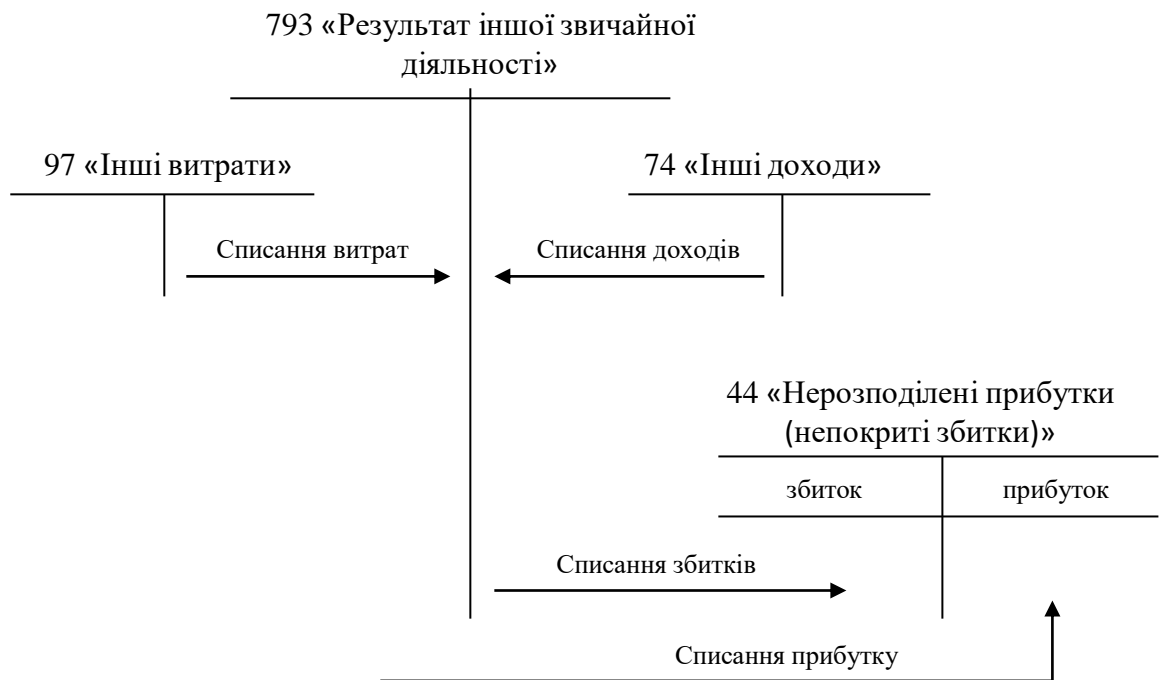 793 «Результат іншої звичайної
діяльності»
97 «Інші витрати»
74 «Інші доходи»
Списання витрат
Списання доходів
44 «Нерозподілені прибутки
(непокриті збитки)»
збиток
прибуток
Списання збитків
Списання прибутку